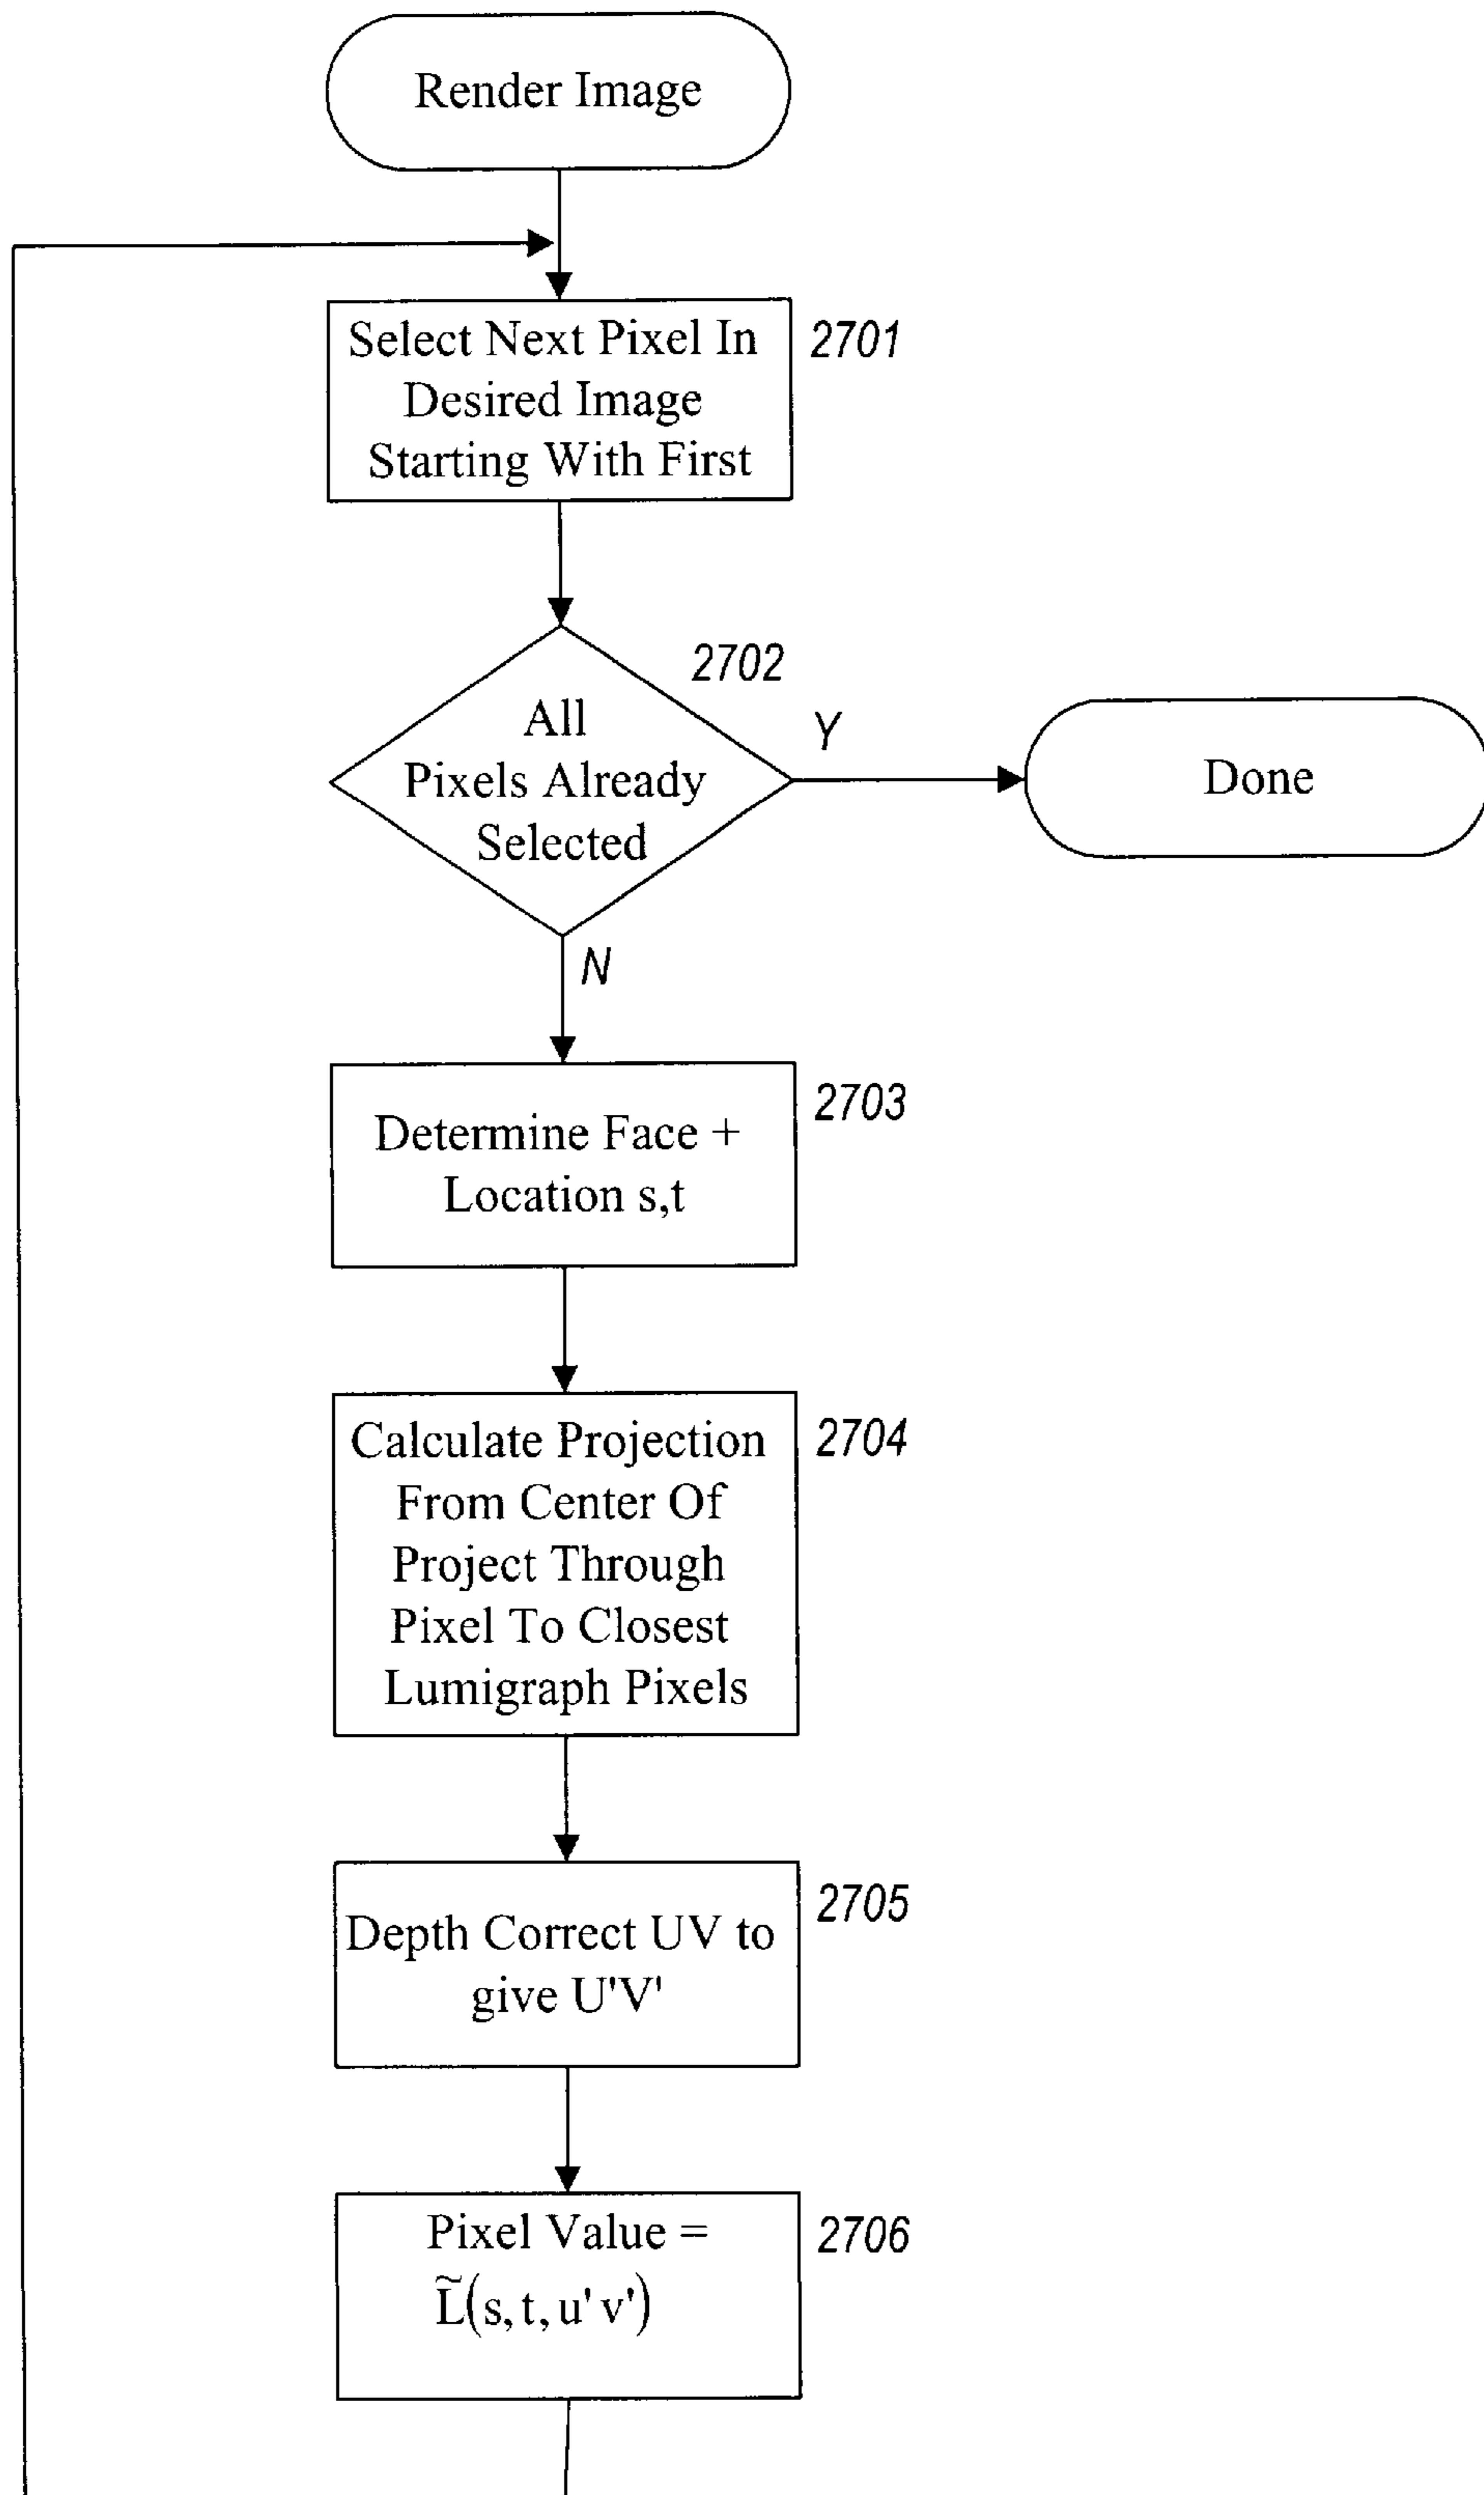 Render Image
Select Next Pixel In
Desired Image
Starting With First
2701
2702
All
Pixels Already
Selected
Y
Done
N
Determine Face +
Location s,t
2703
Calculate Projection
From Center Of
Project Through
Pixel To Closest
Lumigraph Pixels
2704
Depth Correct UV to
give U'V'
2705
Pixel Value =
L̃(s, t, u' v')
2706